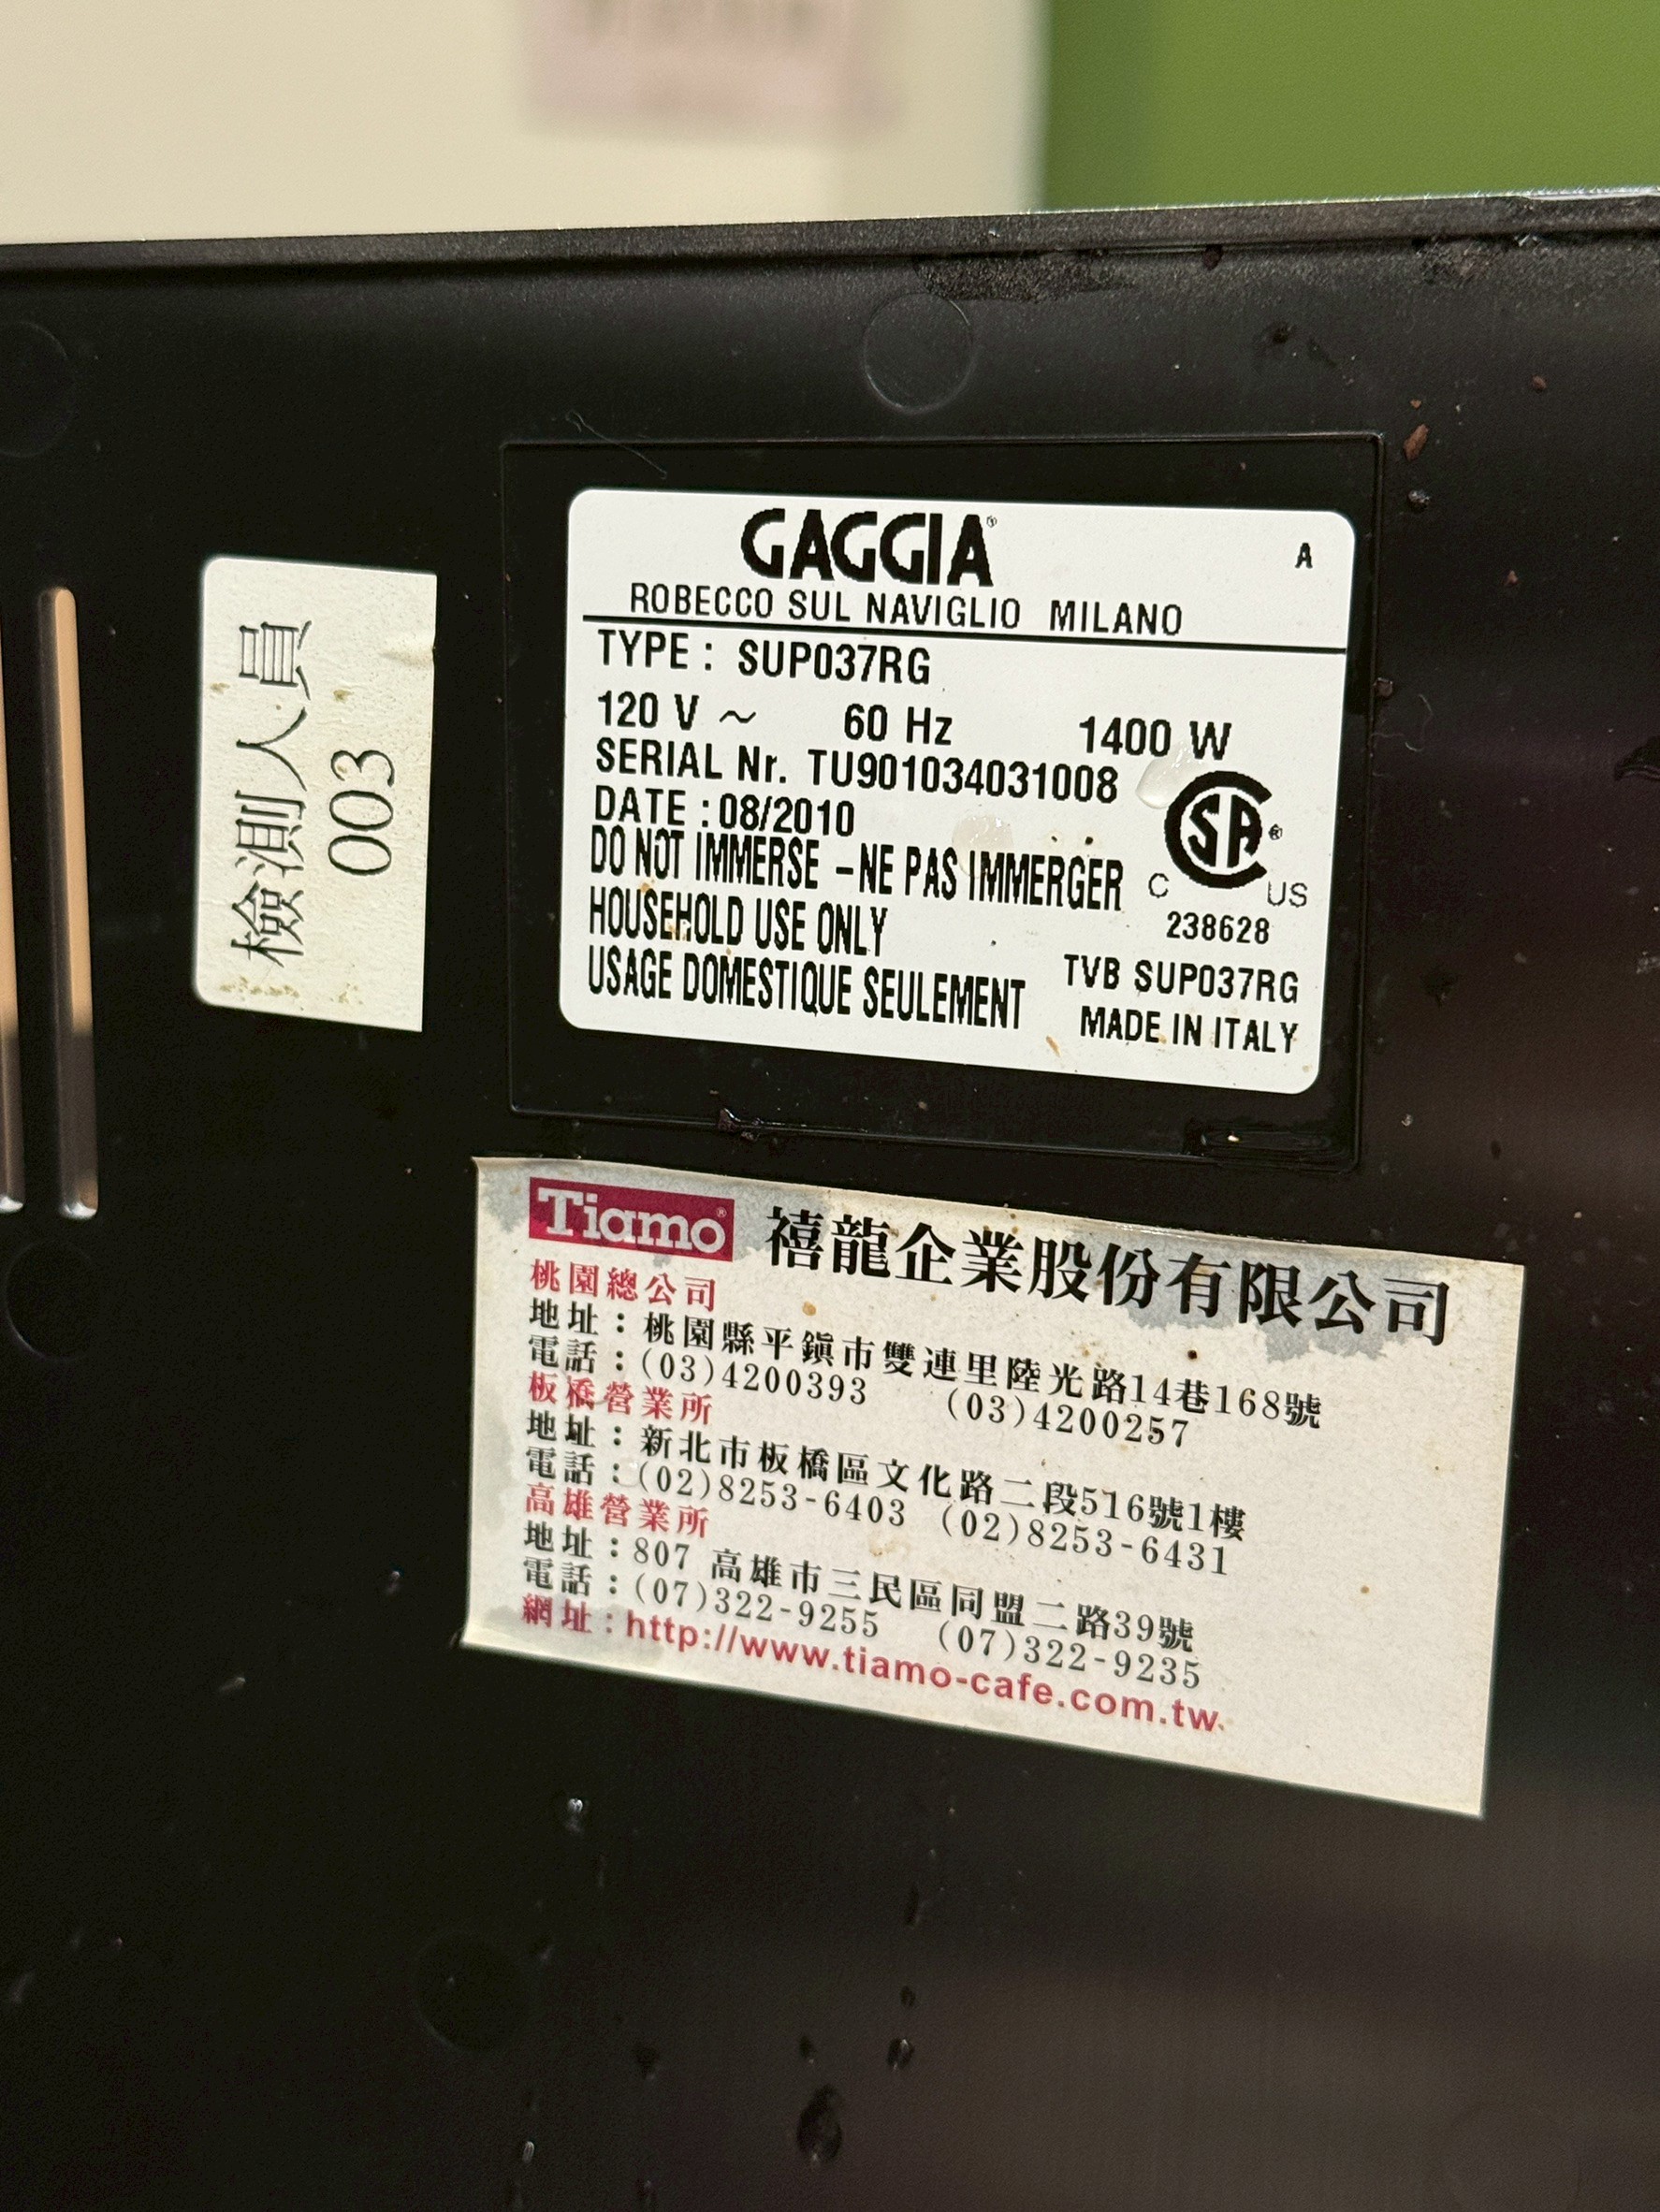 檢測人員
003
GAGGIA®
A
ROBECCO SUL NAVIGLIO MILANO
TYPE : SUP037RG
120 V ~ 60 Hz 1400 W
SERIAL Nr. TU901034031008
DATE : 08/2010
DO NOT IMMERSE - NE PAS IMMERGER
HOUSEHOLD USE ONLY
USAGE DOMESTIQUE SEULEMENT
SA®
C US
238628
TVB SUP037RG
MADE IN ITALY
Tiamo® 禧龍企業股份有限公司
桃園總公司
地址：桃園縣平鎮市雙連里陸光路14巷168號
電話：(03)4200393 (03)4200257
板橋營業所
地址：新北市板橋區文化路二段516號1樓
電話：(02)8253-6403 (02)8253-6431
高雄營業所
地址：807 高雄市三民區同盟二路39號
電話：(07)322-9255 (07)322-9235
網址：http://www.tiamo-cafe.com.tw